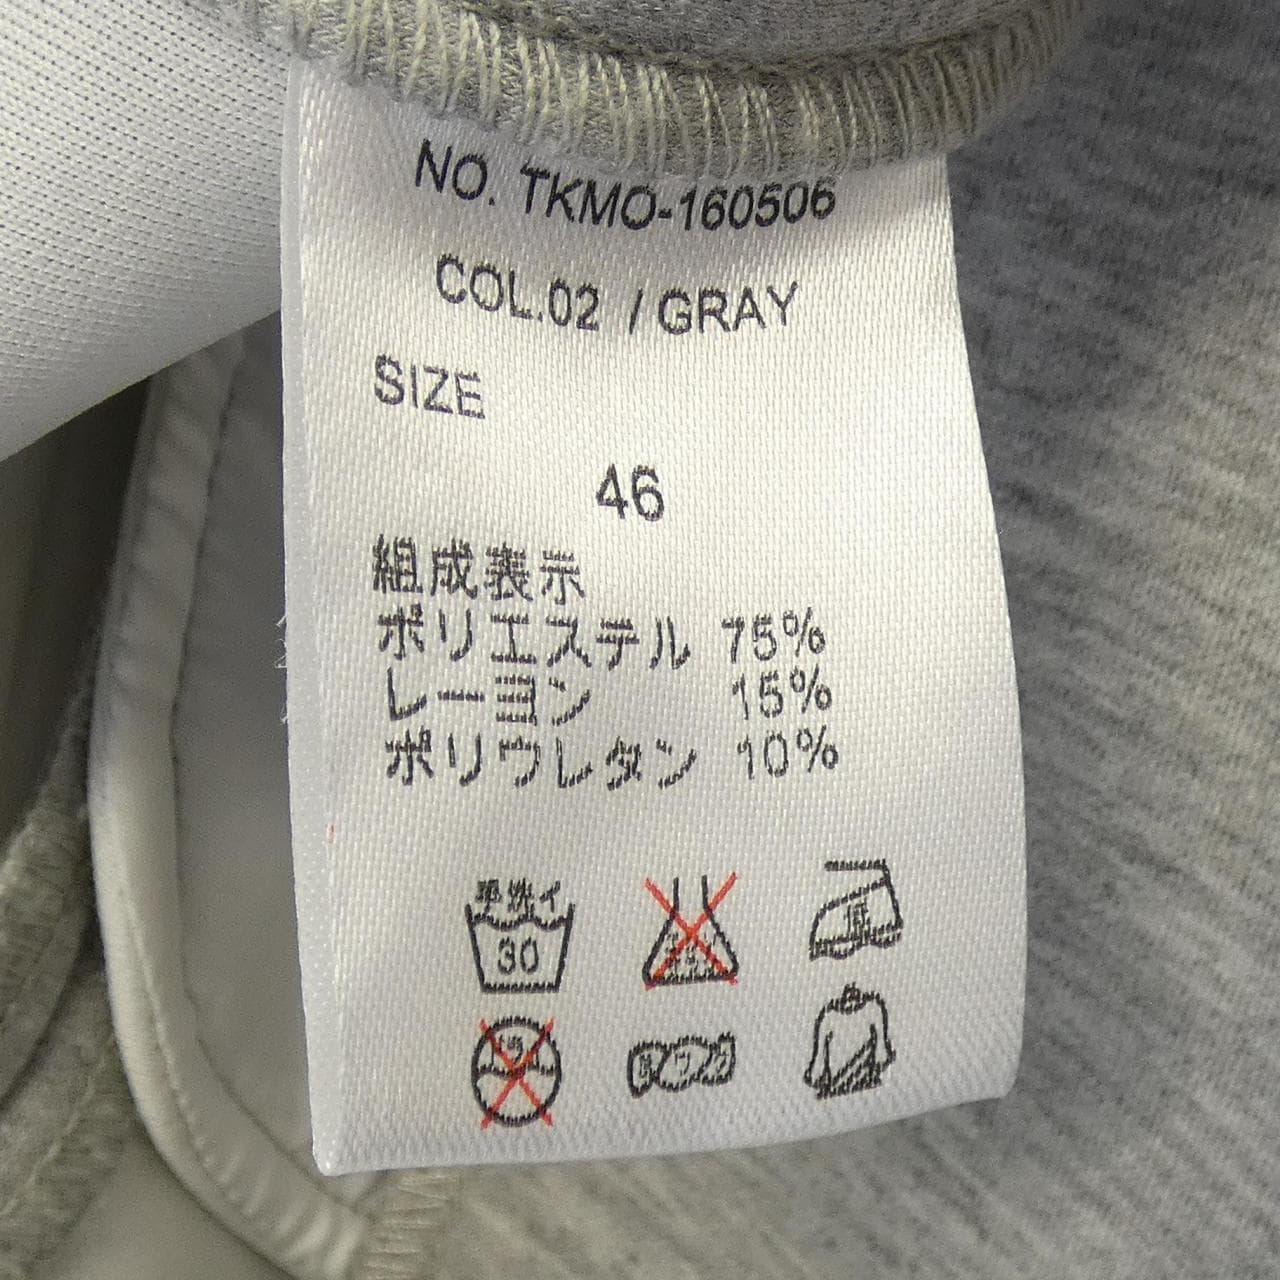 NO. TKMO-160506
COL.02 / GRAY
SIZE
46
組成表示
ポリエステル 75%
レーヨン 15%
ポリウレタン 10%
手洗イ
30